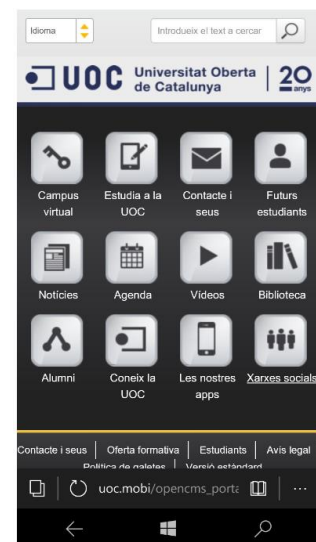 Idioma
Introdueix el text a cercar
UOC Universitat Oberta
de Catalunya
20
anys
Campus
virtual
Estudia a la
UOC
Contacte i
seus
Futurs
estudiants
Notícies
Agenda
Vídeos
Biblioteca
Alumni
Coneix la
UOC
Les nostres
apps
Xarxes socials
Contacte i seus | Oferta formativa | Estudiants | Avís legal
Política de galetes | Versió estàndard
uoc.mobi/opencms_porta